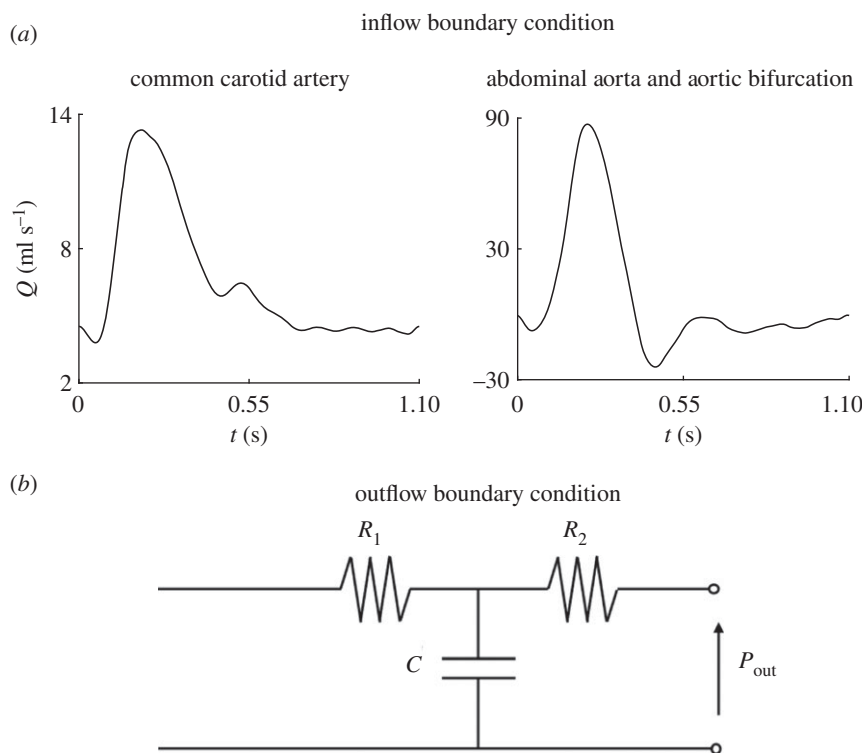 (a)
inflow boundary condition
common carotid artery
abdominal aorta and aortic bifurcation
14
8
2
Q (ml s⁻¹)
0
0.55
1.10
t (s)
90
30
−30
0
0.55
1.10
t (s)
(b)
outflow boundary condition
R₁
R₂
C
P_out